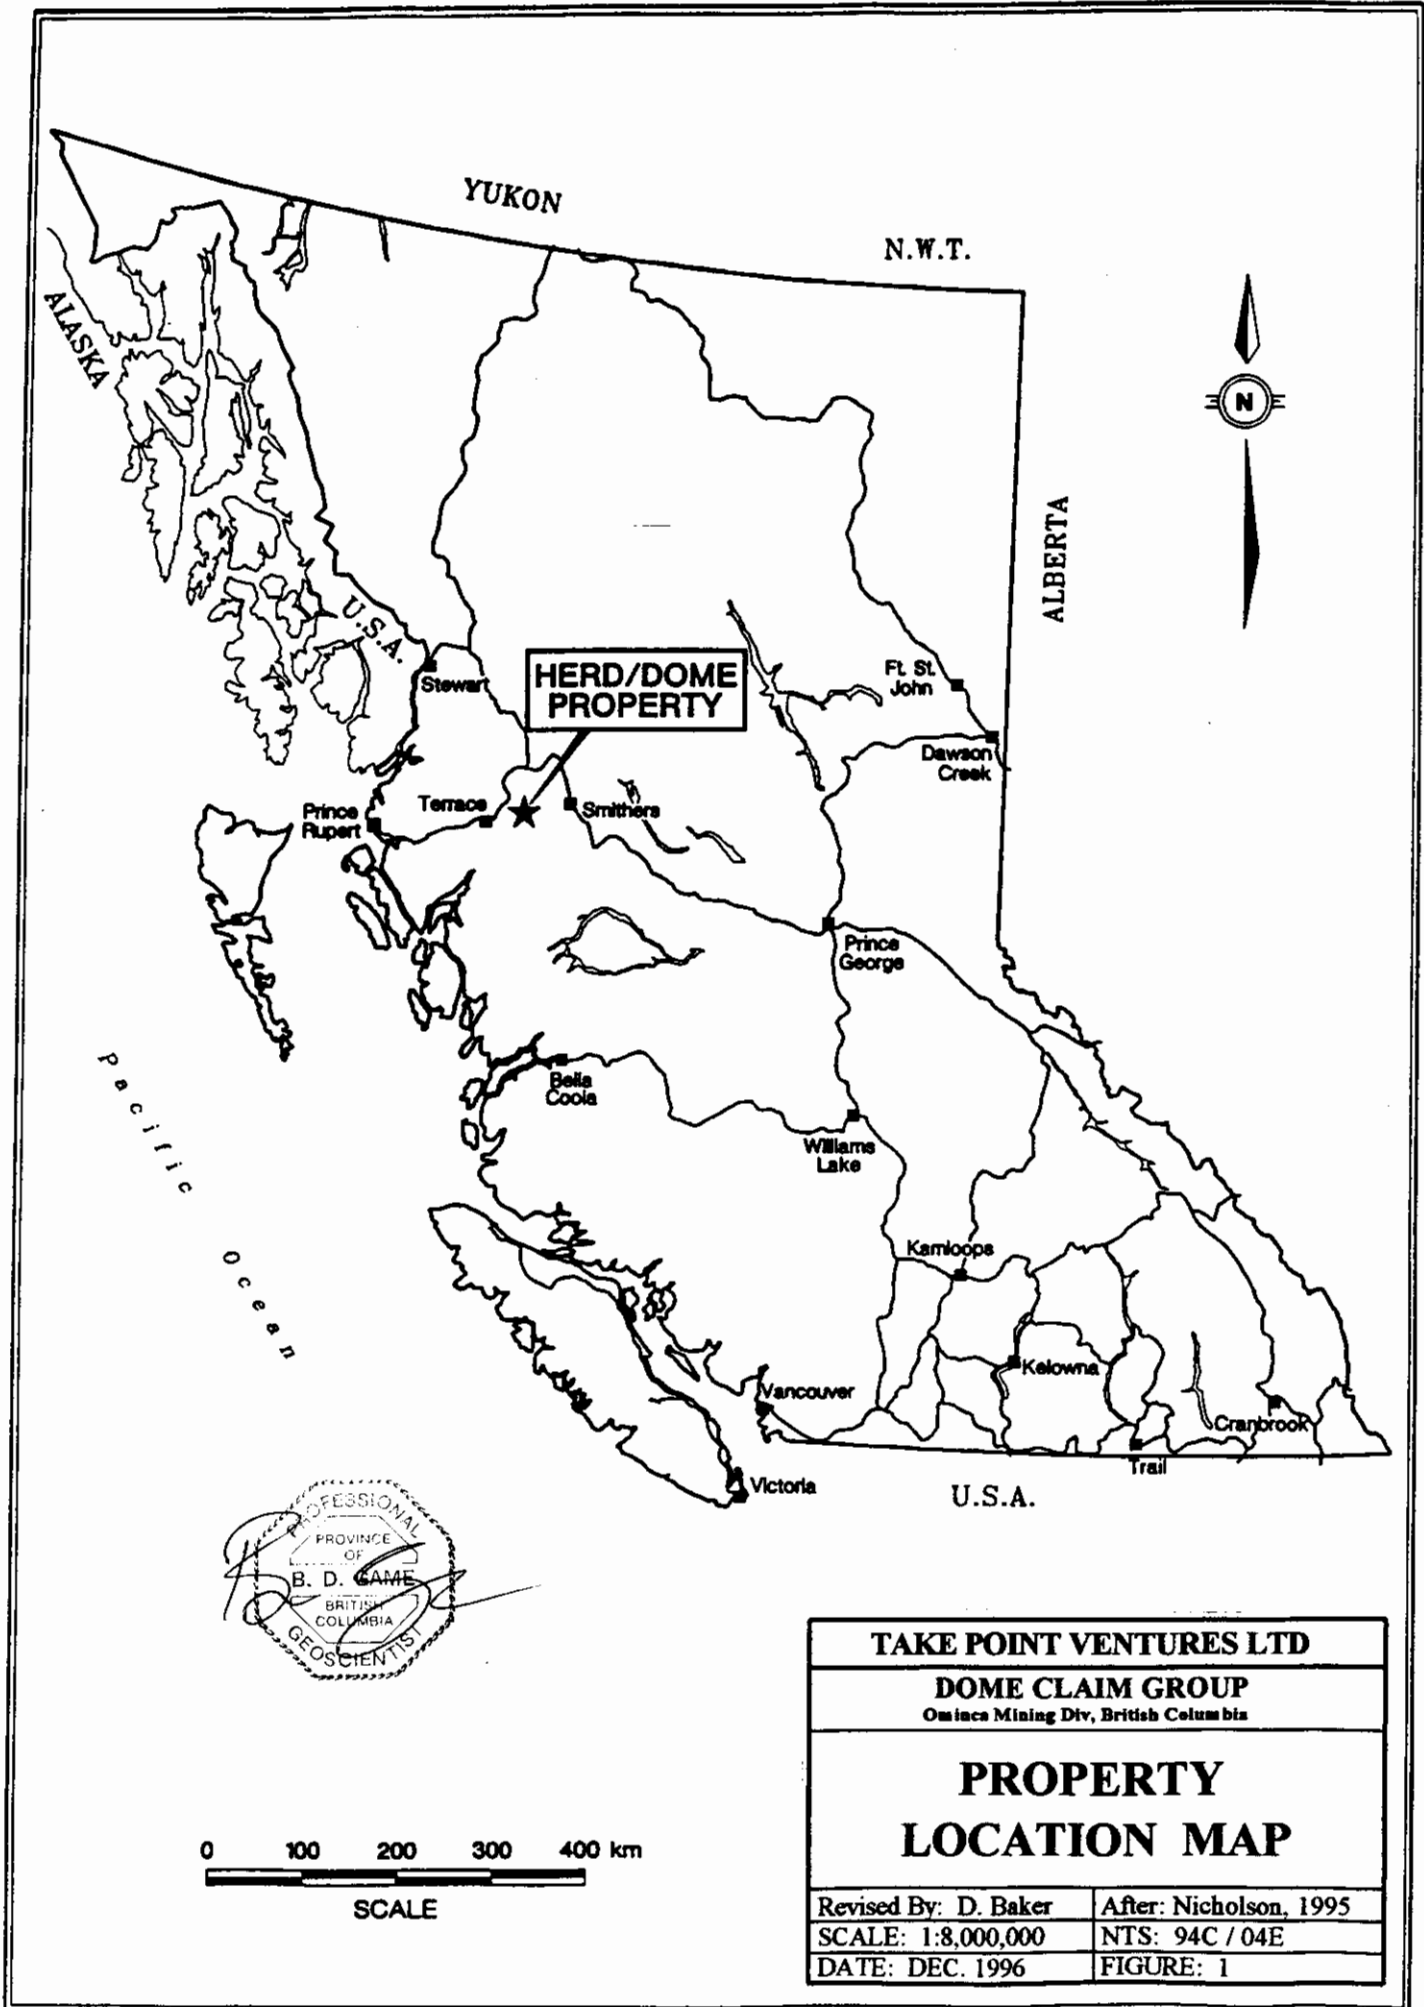 YUKON
N.W.T.
ALASKA
N
ALBERTA
U.S.A.
Stewart
HERD/DOME
PROPERTY
Ft. St.
John
Dawson
Creek
Prince
Rupert
Terrace
Smithers
Prince
George
Pacific Ocean
Bella
Coola
Williams
Lake
Kamloops
Kelowna
Vancouver
Cranbrook
Trail
Victoria
U.S.A.
PROFESSIONAL
PROVINCE
OF
B. D. GAME
BRITISH
COLUMBIA
GEOSCIENTIST
TAKE POINT VENTURES LTD
DOME CLAIM GROUP
Omineca Mining Div, British Columbia
PROPERTY
LOCATION MAP
0 100 200 300 400 km
SCALE
Revised By: D. Baker After: Nicholson, 1995
SCALE: 1:8,000,000 NTS: 94C / 04E
DATE: DEC. 1996 FIGURE: 1